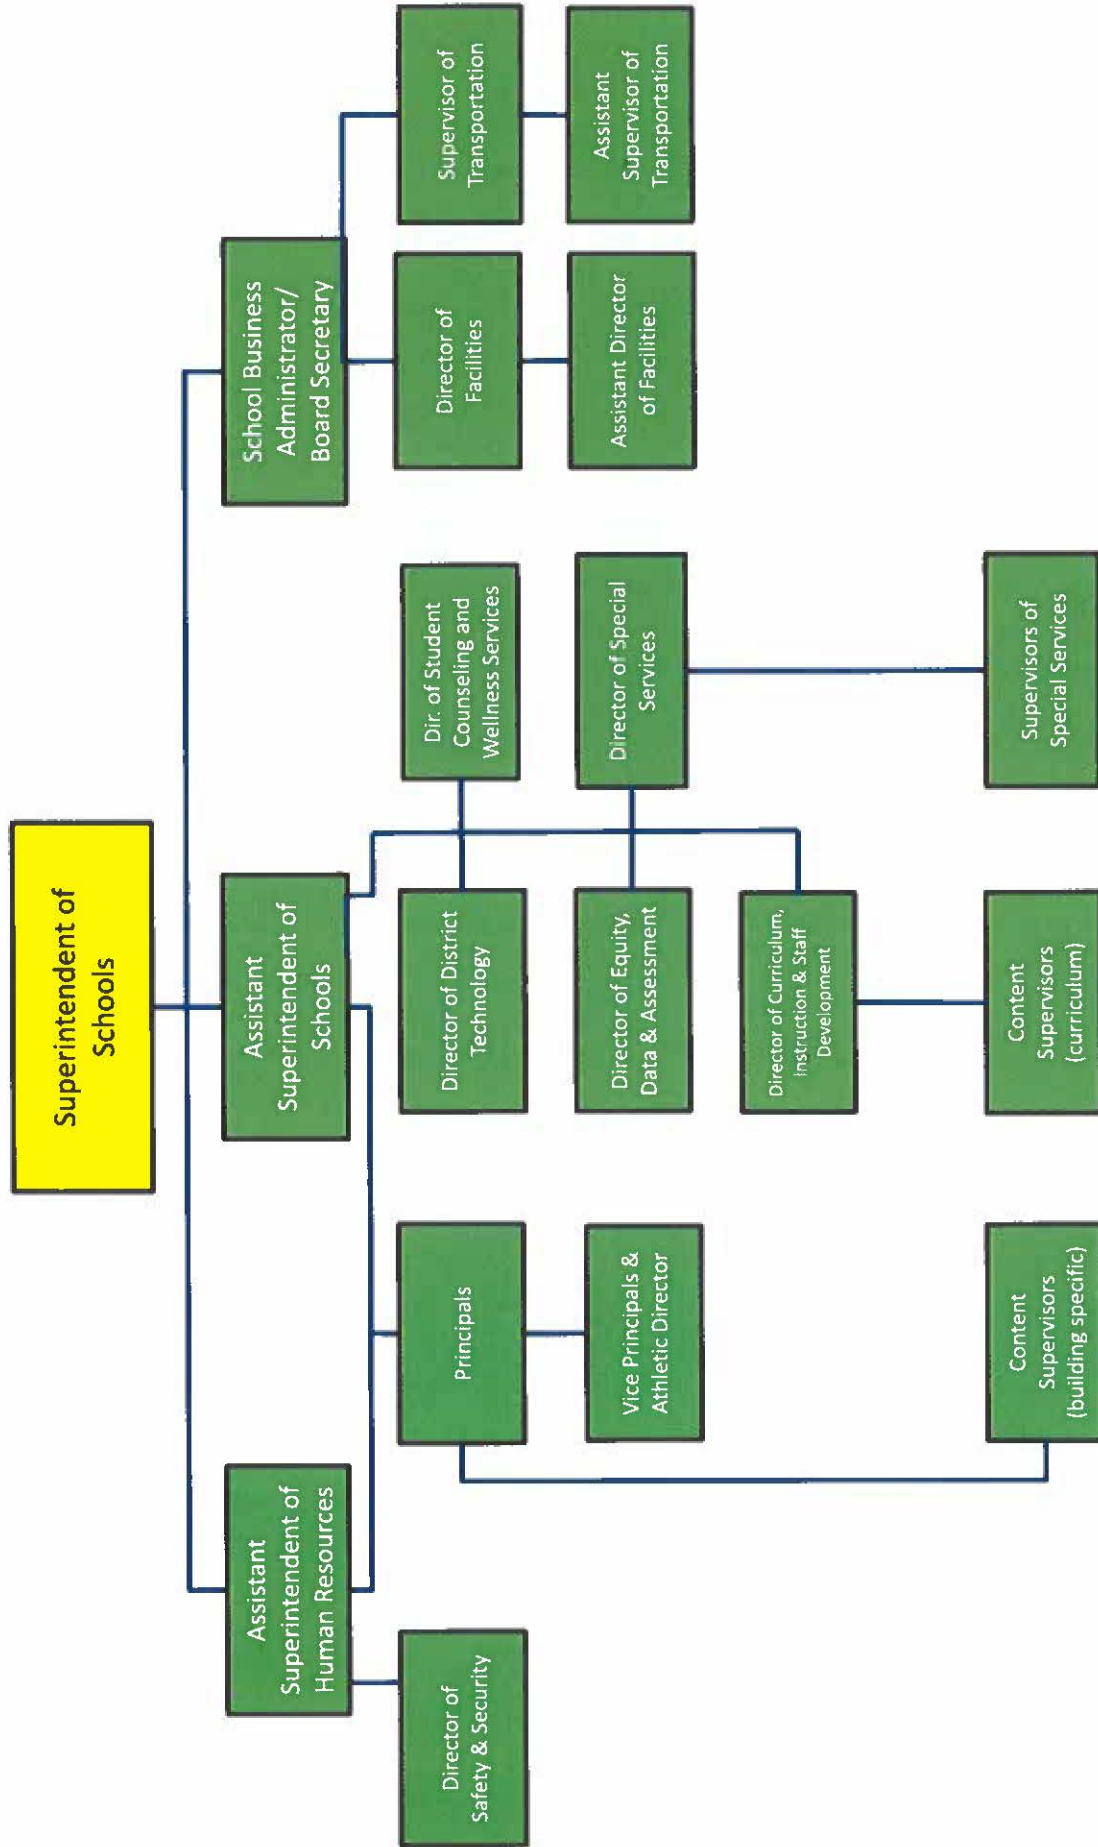 Superintendent of
Schools
Assistant
Superintendent of
Human Resources
Assistant
Superintendent of
Schools
School Business
Administrator/
Board Secretary
Director of
Safety & Security
Principals
Director of District
Technology
Dir. of Student
Counseling and
Wellness Services
Director of
Facilities
Supervisor of
Transportation
Vice Principals &
Athletic Director
Director of Equity,
Data & Assessment
Director of Special
Services
Assistant Director
of Facilities
Assistant
Supervisor of
Transportation
Director of Curriculum,
Instruction & Staff
Development
Content
Supervisors
(building specific)
Content
Supervisors
(curriculum)
Supervisors of
Special Services